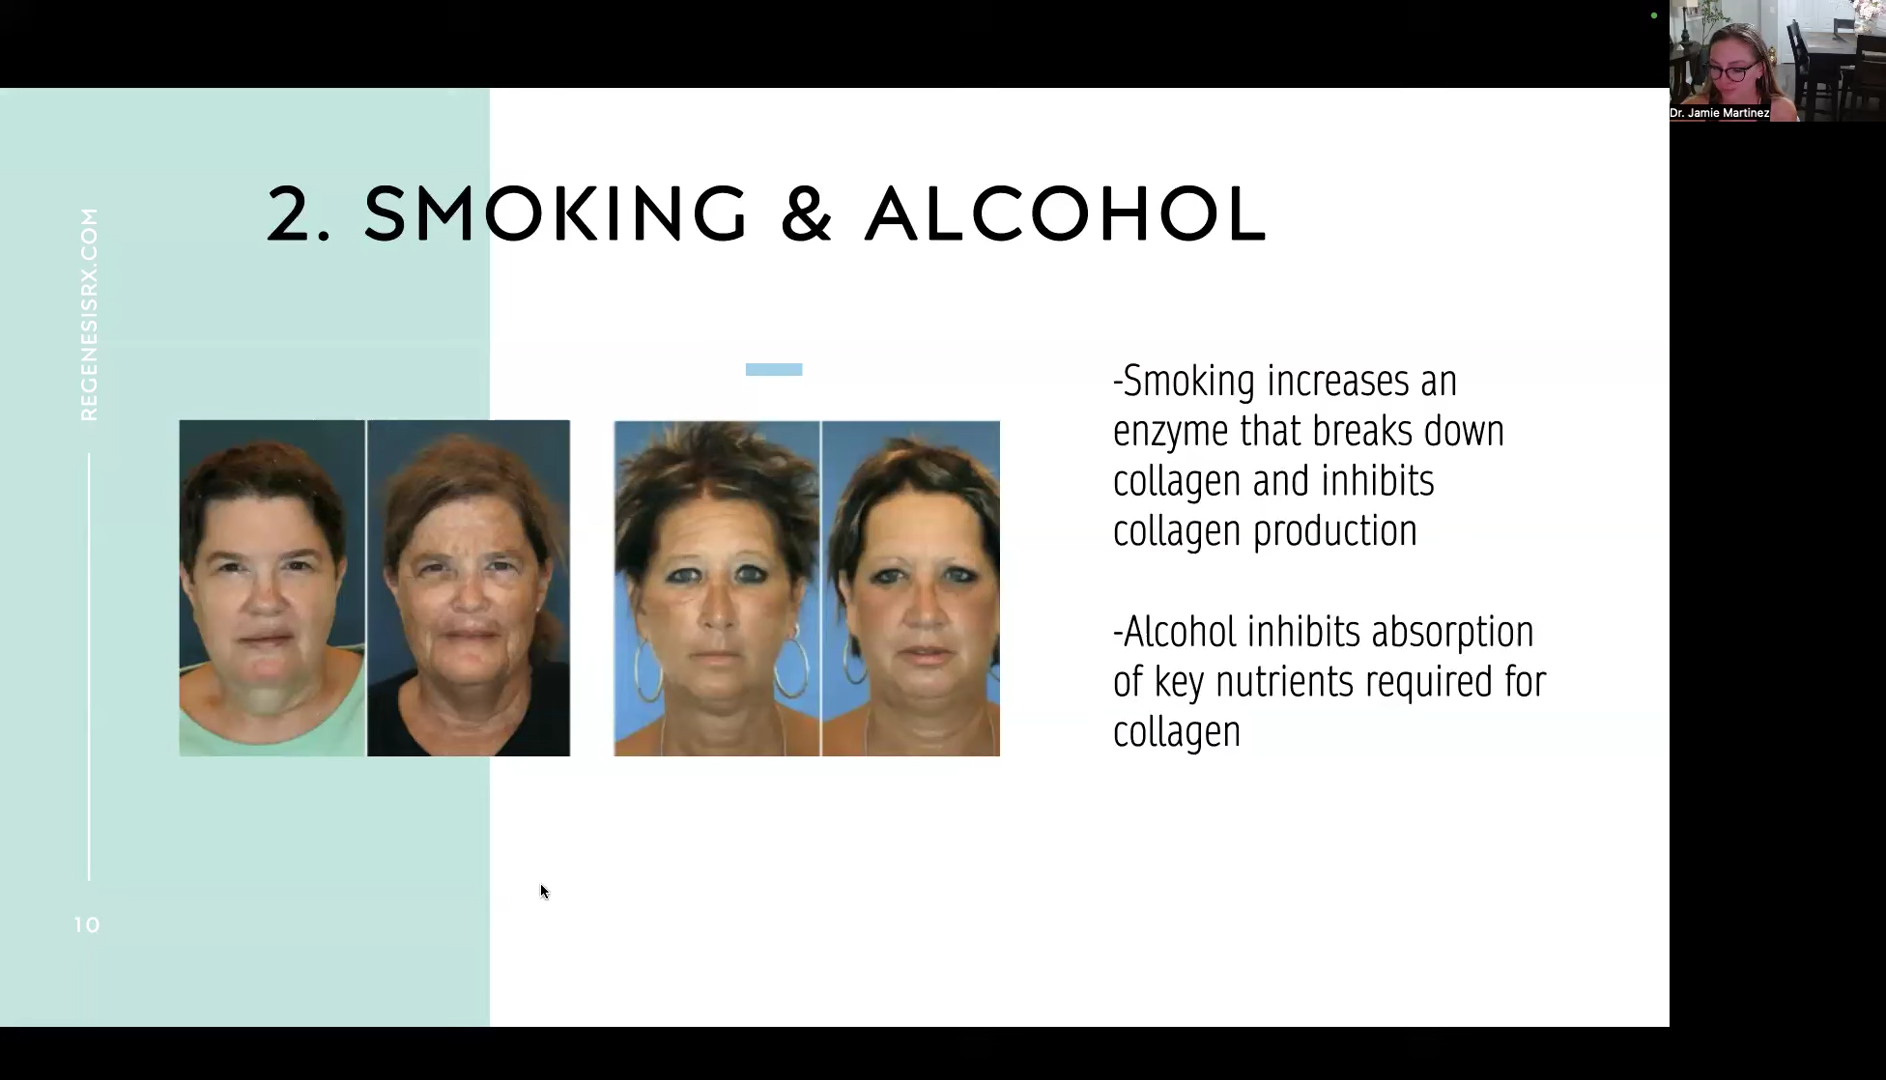 Dr. Jamie Martinez
2. SMOKING & ALCOHOL
REGENESISRX.COM
-Smoking increases an
enzyme that breaks down
collagen and inhibits
collagen production
-Alcohol inhibits absorption
of key nutrients required for
collagen
10